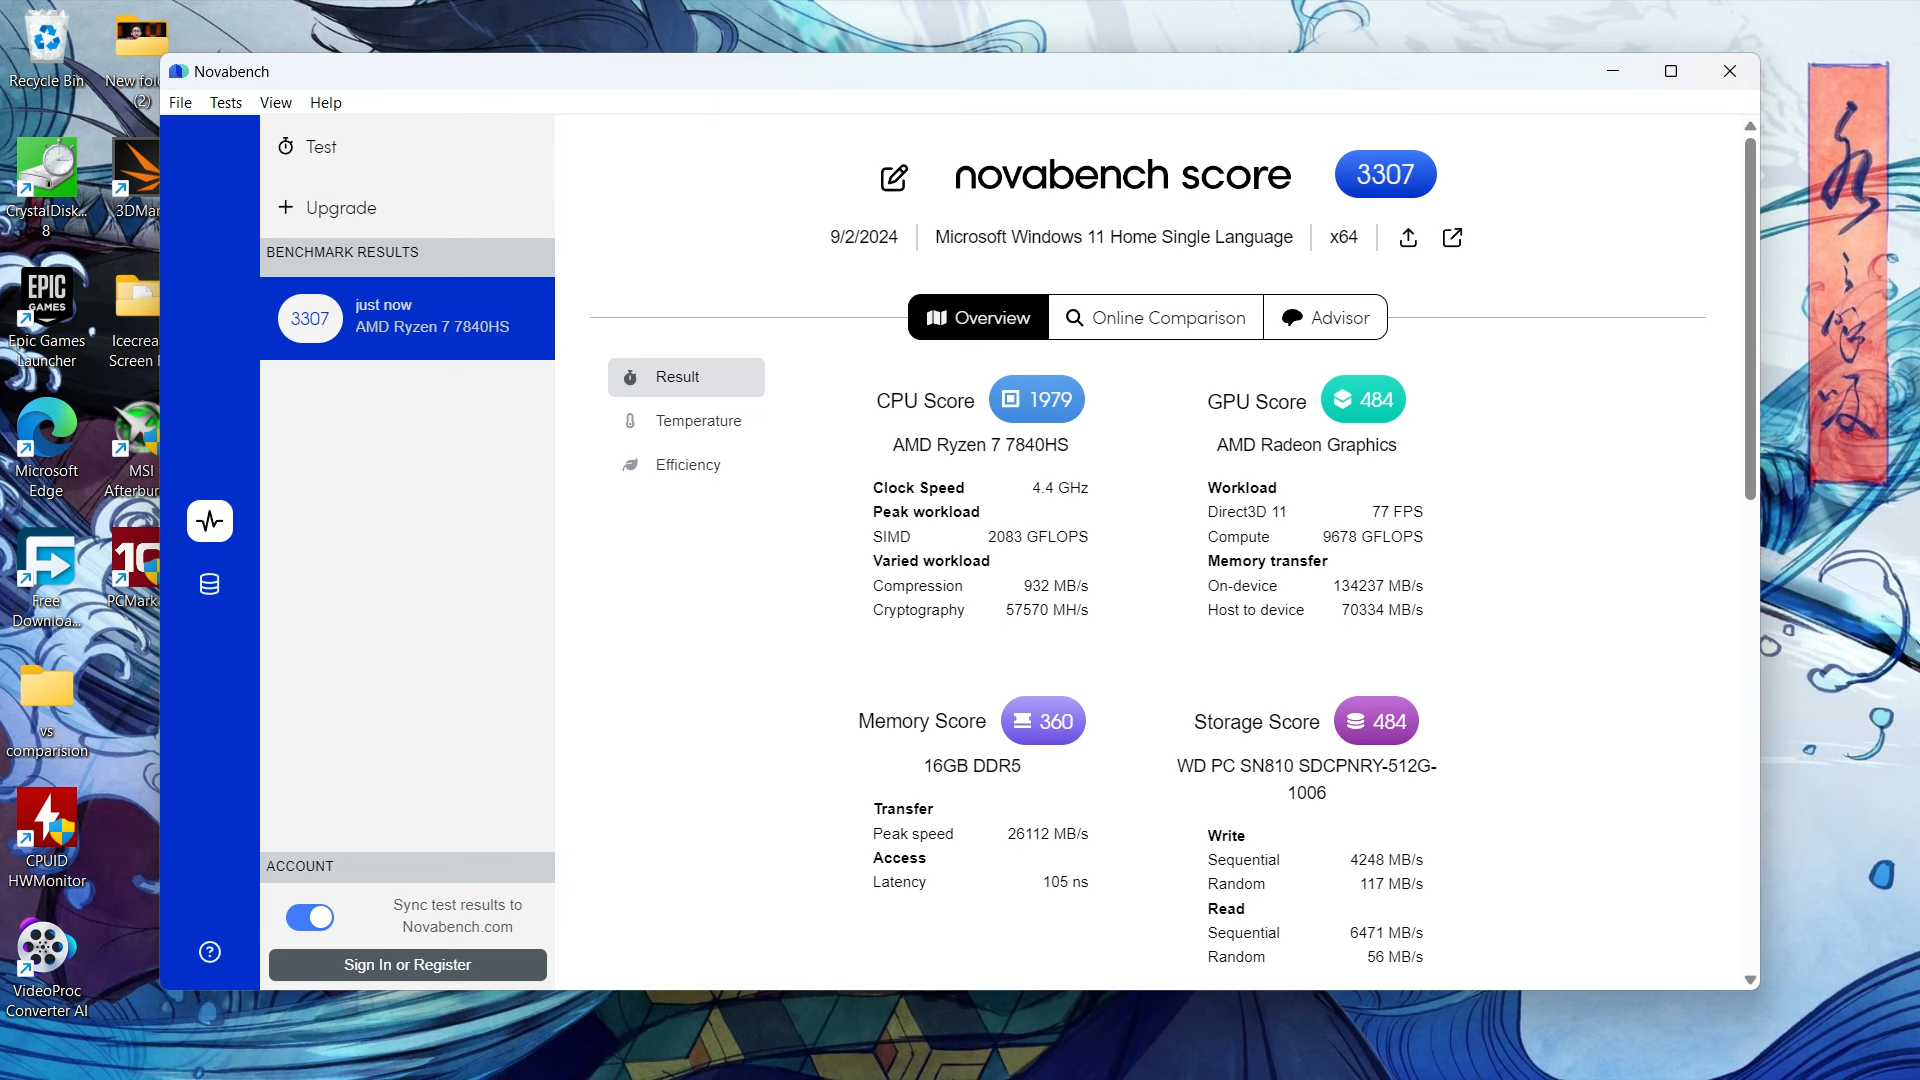 Recycle Bin
New fol
(2)
CrystalDisk...
8
3DMar
EPIC
GAMES
Epic Games
Launcher
Icecrea
Screen
Microsoft
Edge
MSI
Afterbur
Free
Downloa...
10
PCMark
vs
comparision
CPUID
HWMonitor
VideoProc
Converter AI
Novabench
File Tests View Help
Test
Upgrade
BENCHMARK RESULTS
3307
just now
AMD Ryzen 7 7840HS
ACCOUNT
Sync test results to
Novabench.com
Sign In or Register
novabench score 3307
9/2/2024 Microsoft Windows 11 Home Single Language x64
Overview Online Comparison Advisor
Result
Temperature
Efficiency
CPU Score 1979
AMD Ryzen 7 7840HS
Clock Speed 4.4 GHz
Peak workload
SIMD 2083 GFLOPS
Varied workload
Compression 932 MB/s
Cryptography 57570 MH/s
GPU Score 484
AMD Radeon Graphics
Workload
Direct3D 11 77 FPS
Compute 9678 GFLOPS
Memory transfer
On-device 134237 MB/s
Host to device 70334 MB/s
Memory Score 360
16GB DDR5
Transfer
Peak speed 26112 MB/s
Access
Latency 105 ns
Storage Score 484
WD PC SN810 SDCPNRY-512G-
1006
Write
Sequential 4248 MB/s
Random 117 MB/s
Read
Sequential 6471 MB/s
Random 56 MB/s